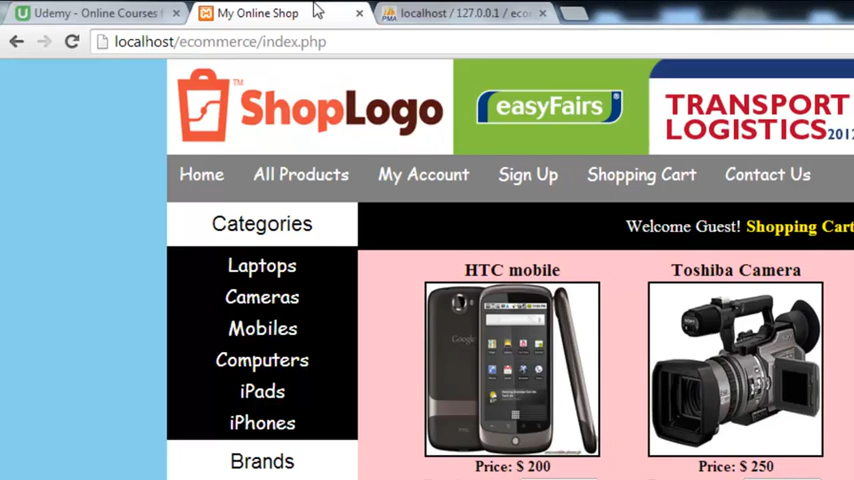 Udemy - Online Courses
My Online Shop
localhost / 127.0.0.1 / eco
localhost/ecommerce/index.php
ShopLogo
TM
easyFairs
TRANSPORT
LOGISTICS2012
Home
All Products
My Account
Sign Up
Shopping Cart
Contact Us
Categories
Welcome Guest! Shopping Cart
Laptops
Cameras
Mobiles
Computers
iPads
iPhones
Brands
HTC mobile
Toshiba Camera
Google
Price: $ 200
Price: $ 250